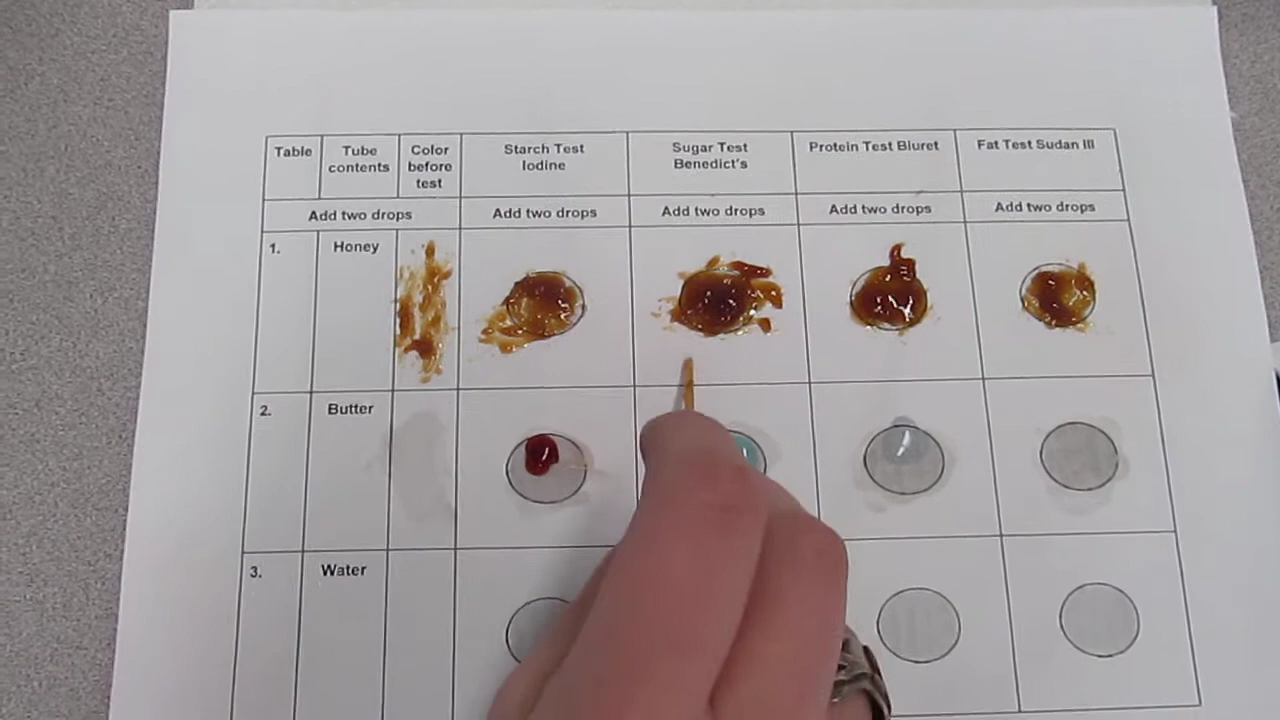 Table
Tube
contents
Color
before
test
Starch Test
Iodine
Sugar Test
Benedict's
Protein Test Biuret
Fat Test Sudan III
Add two drops
Add two drops
Add two drops
Add two drops
Add two drops
1.
Honey
2.
Butter
3.
Water